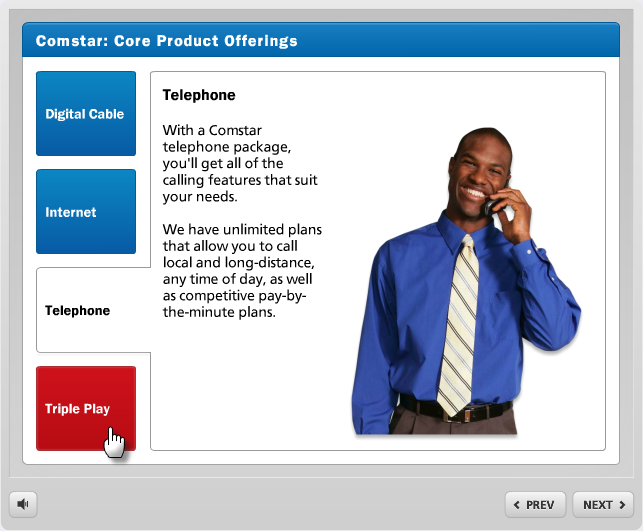 Comstar: Core Product Offerings
Digital Cable
Internet
Telephone
Triple Play
Telephone
With a Comstar
telephone package,
you'll get all of the
calling features that suit
your needs.
We have unlimited plans
that allow you to call
local and long-distance,
any time of day, as well
as competitive pay-by-
the-minute plans.
PREV
NEXT